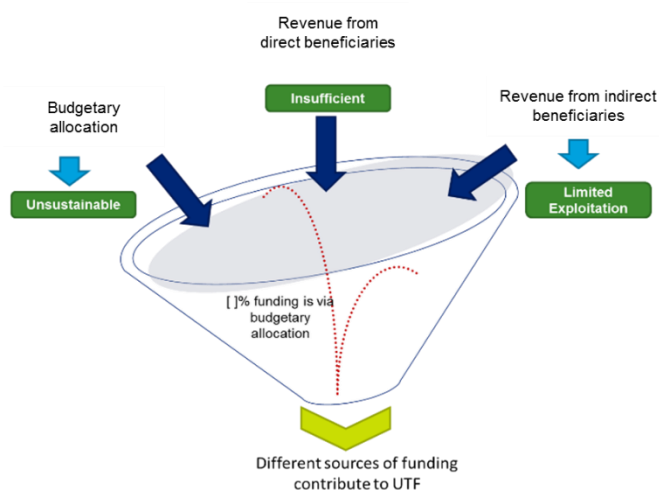 Revenue from
direct beneficiaries
Insufficient
Budgetary
allocation
Unsustainable
Revenue from indirect
beneficiaries
Limited
Exploitation
[ ]% funding is via
budgetary
allocation
Different sources of funding
contribute to UTF